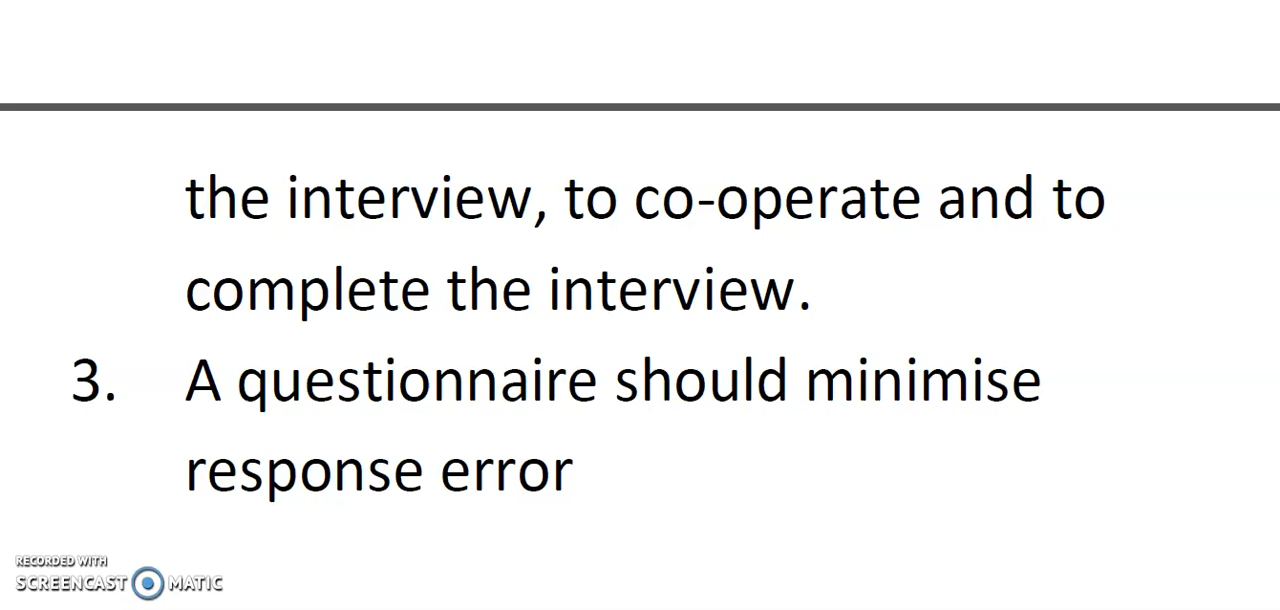 the interview, to co-operate and to
complete the interview.
3. A questionnaire should minimise
response error
RECORDED WITH
SCREENCAST MATIC